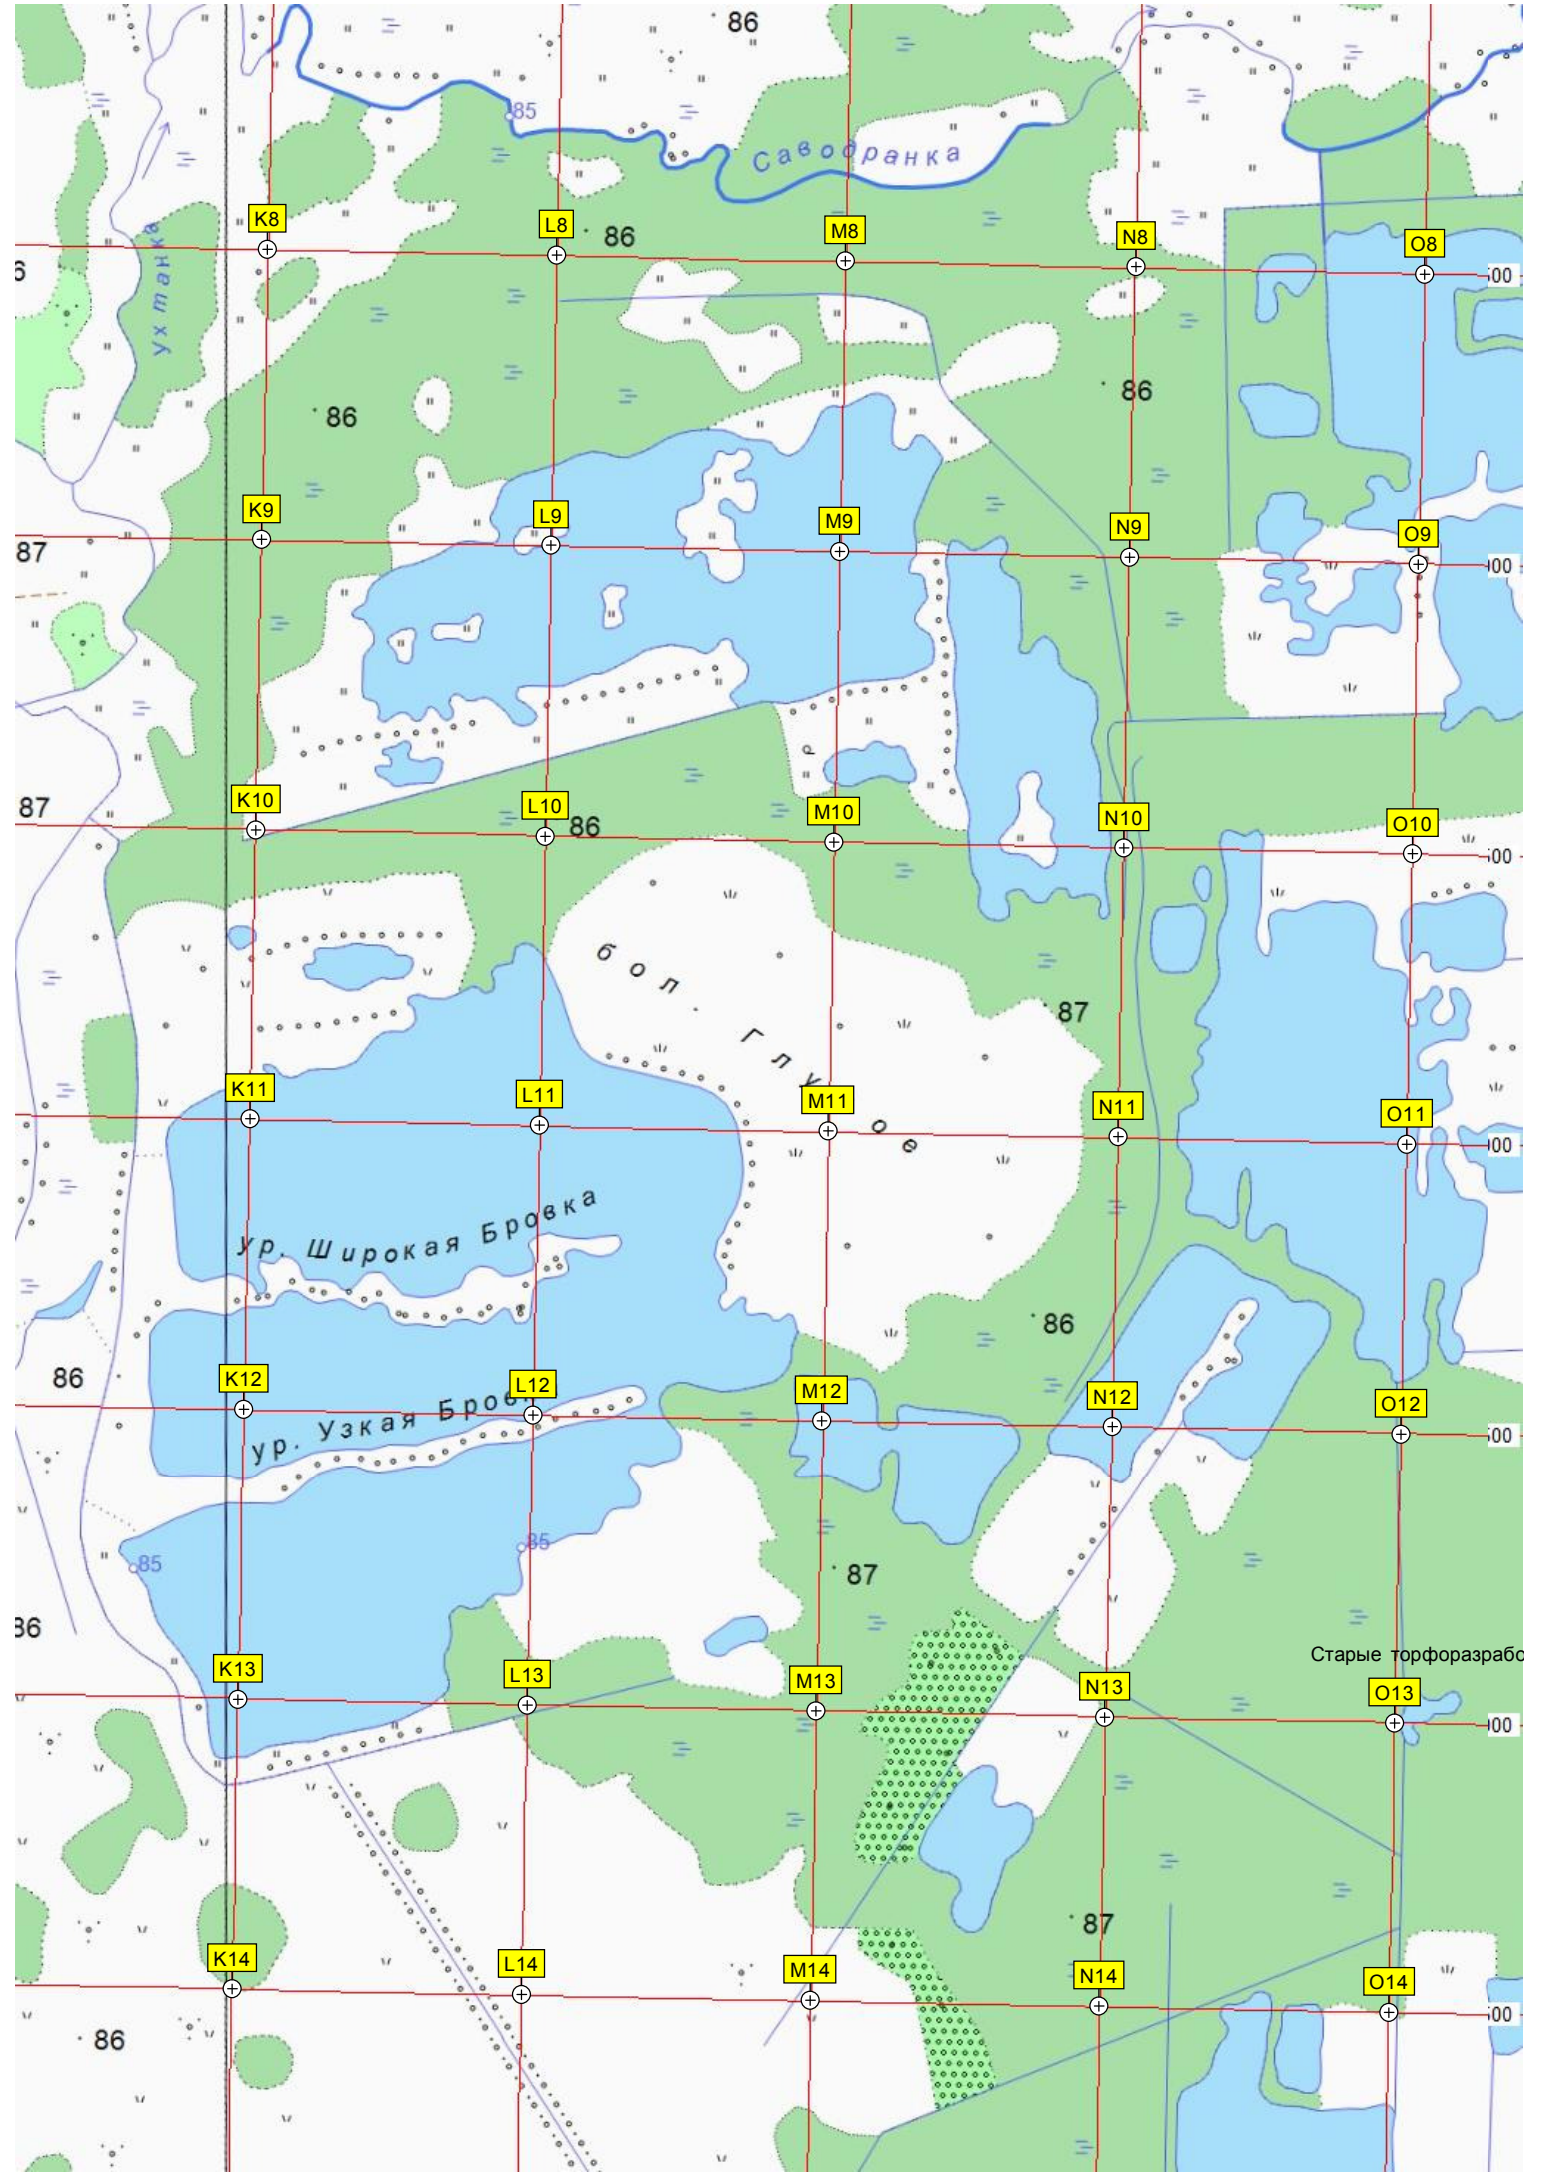 86
85
Саводранка
K8
L8
86
M8
N8
O8
Ухтанка
86
86
K9
L9
M9
N9
O9
87
K10
L10
86
M10
N10
O10
87
бол. Глухое
87
K11
L11
M11
N11
O11
ур. Широкая Бровка
86
86
K12
L12
M12
N12
O12
ур. Узкая
85
85
87
86
Старые торфоразрабо
K13
L13
M13
N13
O13
87
K14
L14
M14
N14
O14
86